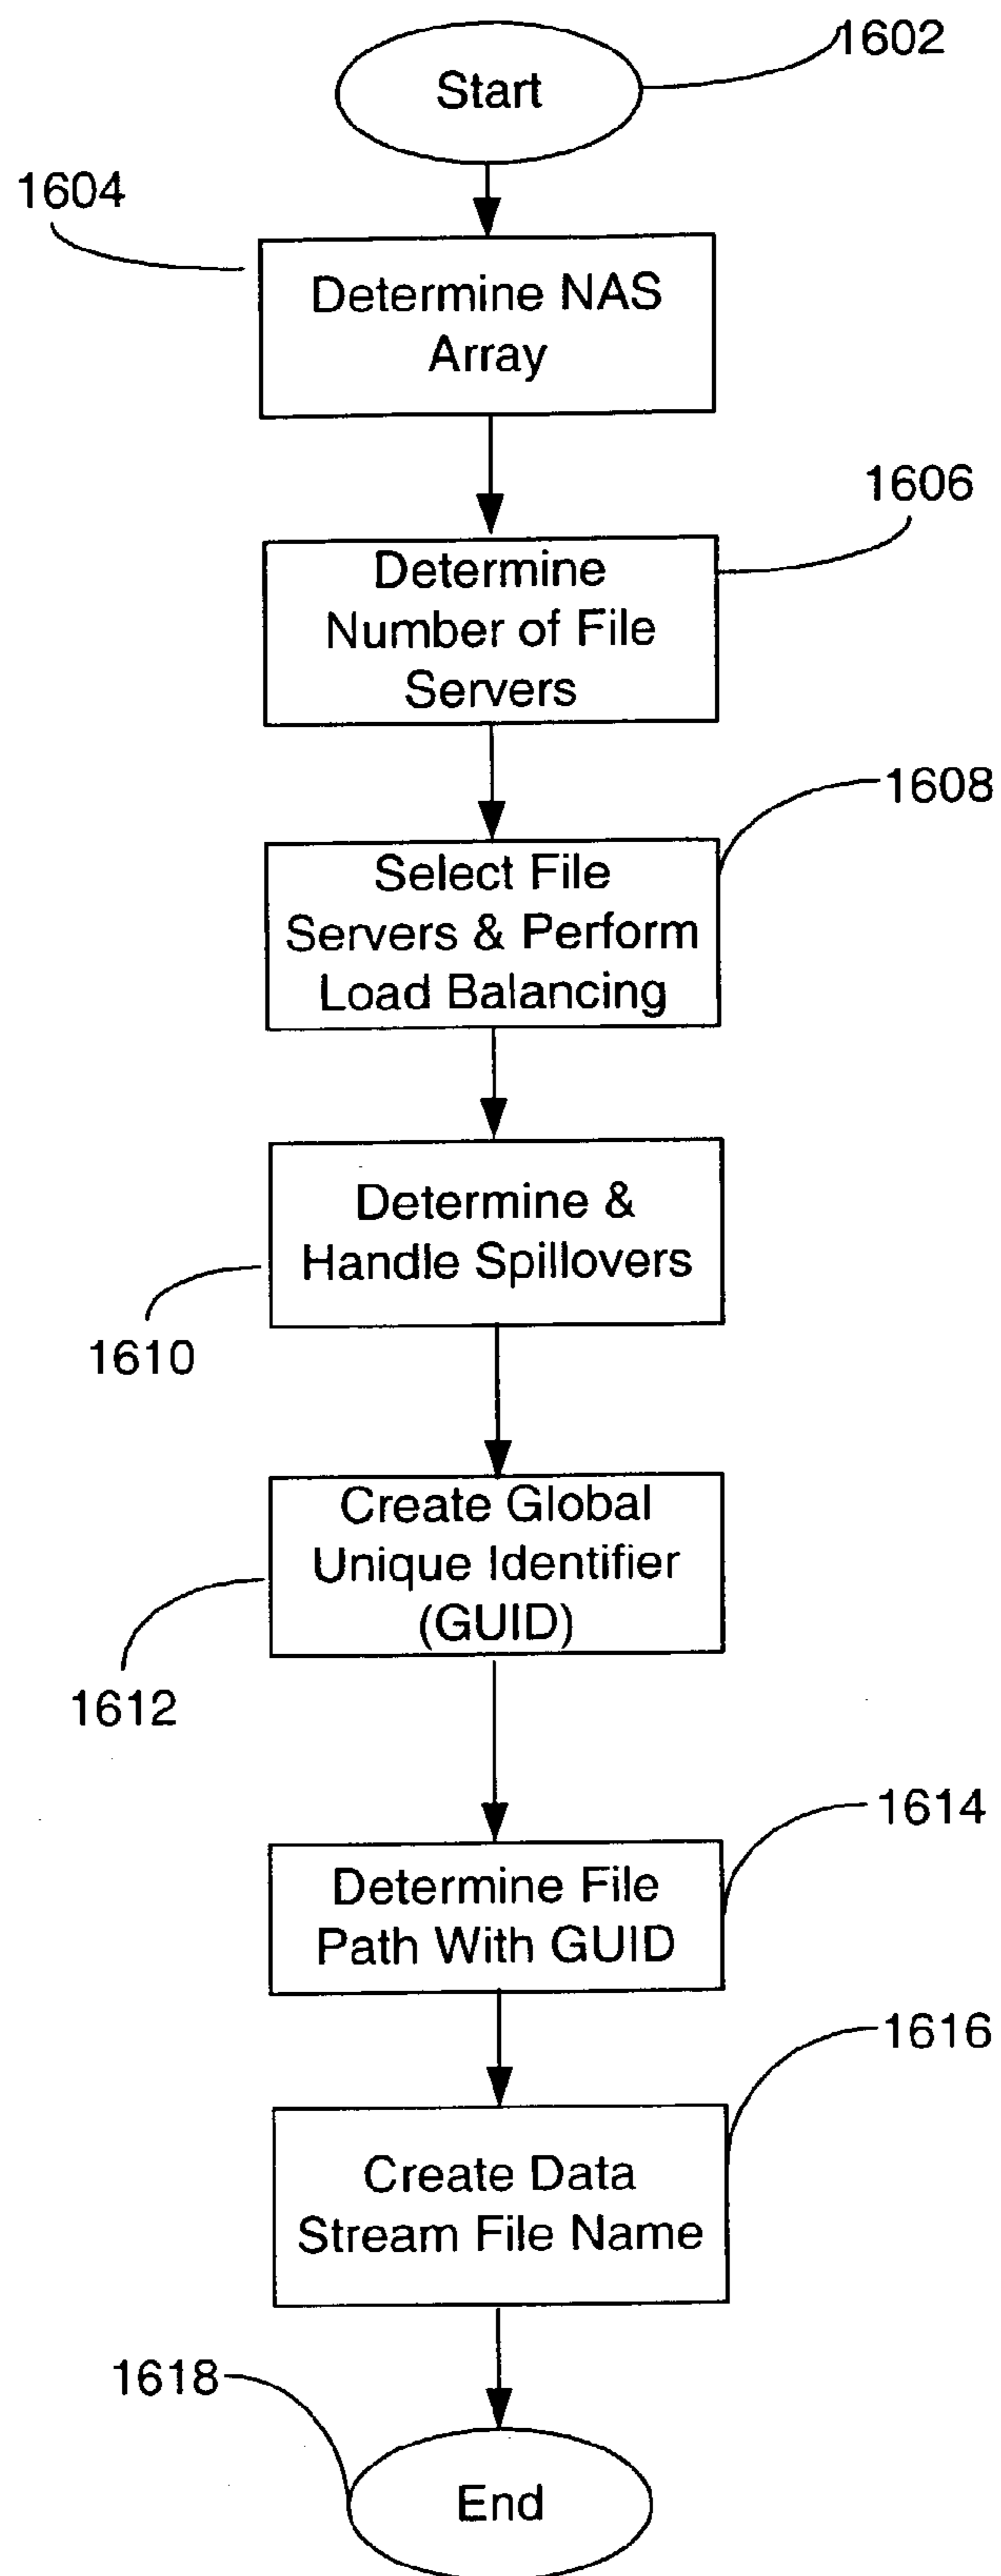 1602
Start
1604
Determine NAS
Array
1606
Determine
Number of File
Servers
1608
Select File
Servers & Perform
Load Balancing
Determine &
Handle Spillovers
1610
Create Global
Unique Identifier
(GUID)
1612
1614
Determine File
Path With GUID
1616
Create Data
Stream File Name
1618
End